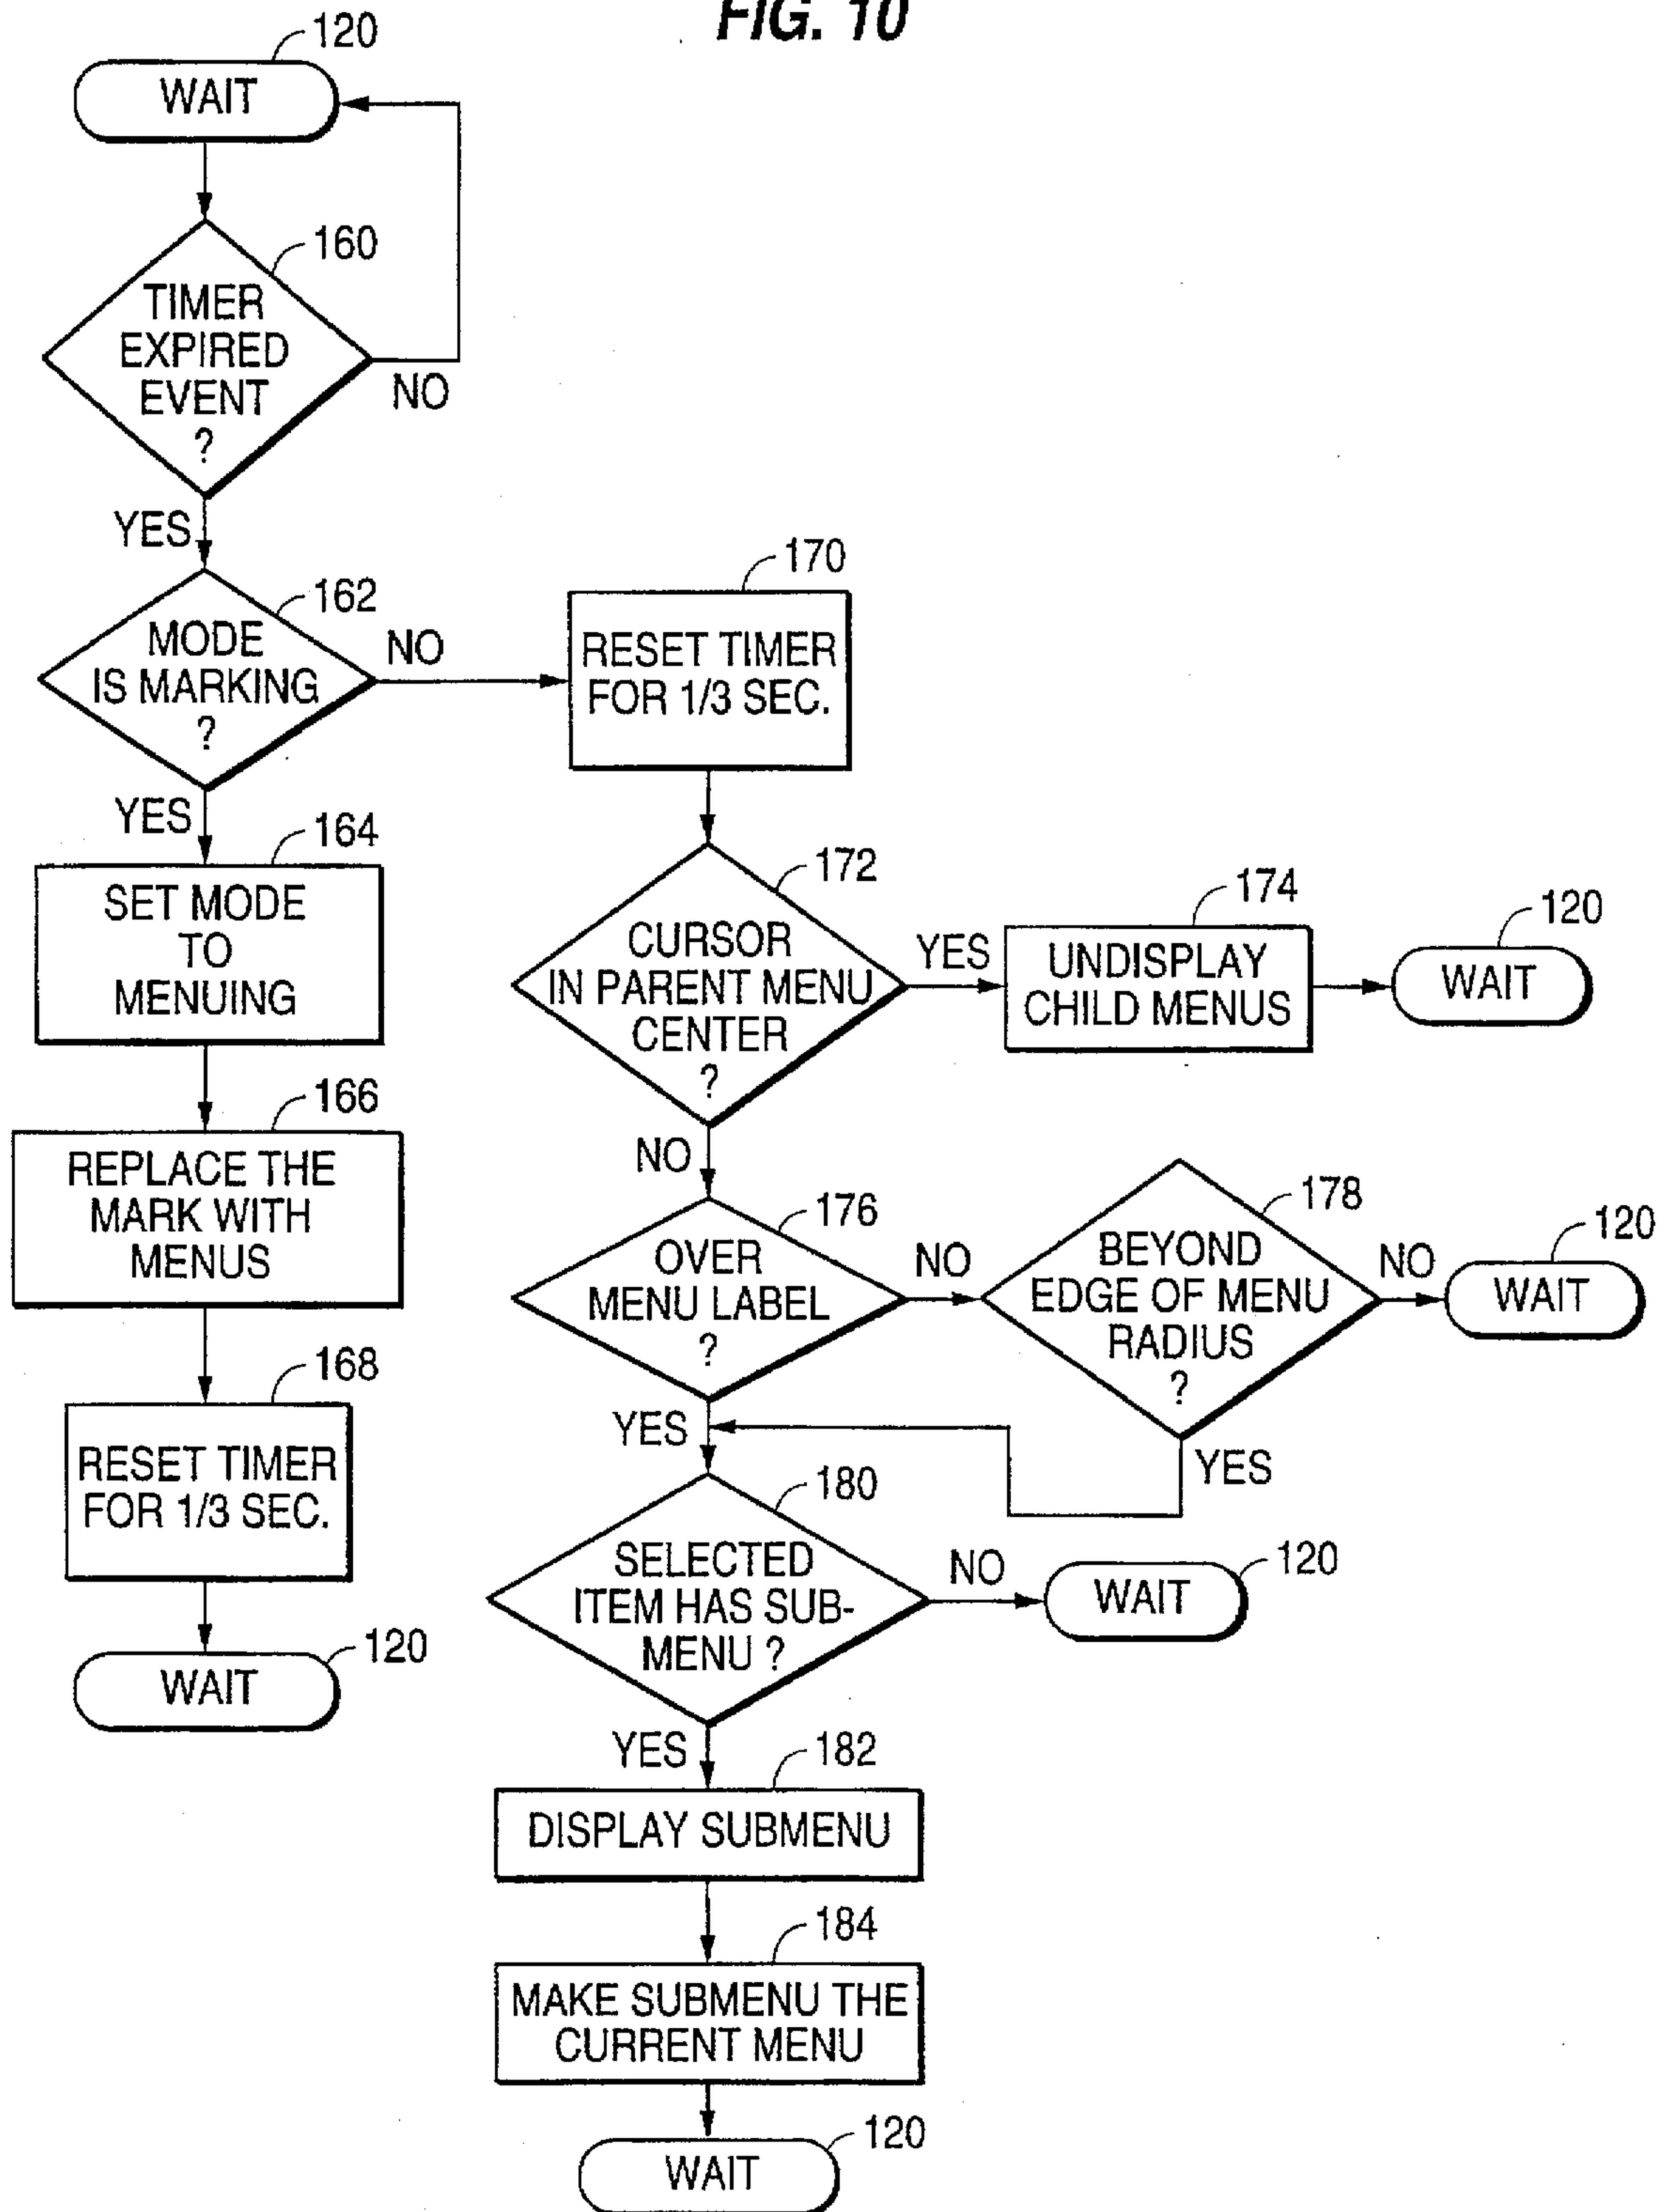 FIG. 10
120
WAIT
160
TIMER
EXPIRED
EVENT
?
NO
YES
162
MODE
IS MARKING
?
NO
170
RESET TIMER
FOR 1/3 SEC.
YES
164
SET MODE
TO
MENUING
172
CURSOR
IN PARENT MENU
CENTER
?
YES
174
UNDISPLAY
CHILD MENUS
120
WAIT
166
REPLACE THE
MARK WITH
MENUS
NO
176
OVER
MENU LABEL
?
NO
178
BEYOND
EDGE OF MENU
RADIUS
?
NO
120
WAIT
168
RESET TIMER
FOR 1/3 SEC.
YES
YES
120
WAIT
180
SELECTED
ITEM HAS SUB-
MENU ?
NO
120
WAIT
YES
182
DISPLAY SUBMENU
184
MAKE SUBMENU THE
CURRENT MENU
120
WAIT